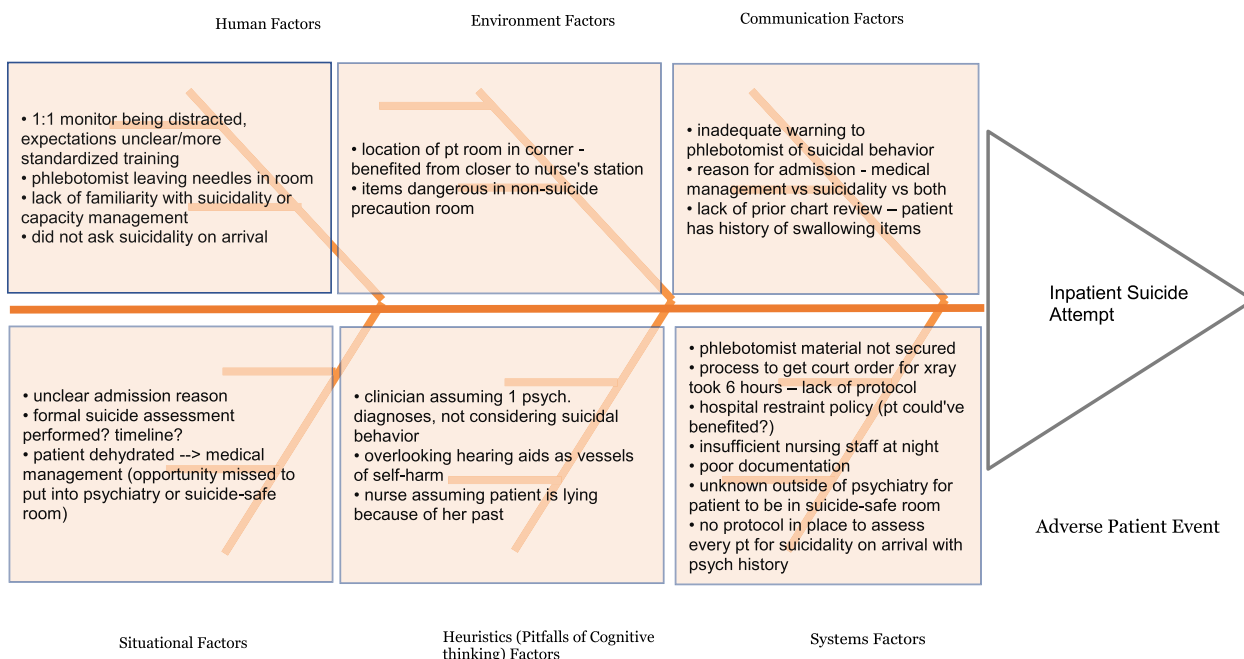 Human Factors
Environment Factors
Communication Factors
• 1:1 monitor being distracted,
expectations unclear/more
standardized training
• phlebotomist leaving needles in room
• lack of familiarity with suicidality or
capacity management
• did not ask suicidality on arrival
• location of pt room in corner -
benefited from closer to nurse's station
• items dangerous in non-suicide
precaution room
• inadequate warning to
phlebotomist of suicidal behavior
• reason for admission - medical
management vs suicidality vs both
• lack of prior chart review – patient
has history of swallowing items
Inpatient Suicide
Attempt
• unclear admission reason
• formal suicide assessment
performed? timeline?
• patient dehydrated --> medical
management (opportunity missed to
put into psychiatry or suicide-safe
room)
• clinician assuming 1 psych.
diagnoses, not considering suicidal
behavior
• overlooking hearing aids as vessels
of self-harm
• nurse assuming patient is lying
because of her past
• phlebotomist material not secured
• process to get court order for xray
took 6 hours – lack of protocol
• hospital restraint policy (pt could've
benefited?)
• insufficient nursing staff at night
• poor documentation
• unknown outside of psychiatry for
patient to be in suicide-safe room
• no protocol in place to assess
every pt for suicidality on arrival with
psych history
Adverse Patient Event
Situational Factors
Heuristics (Pitfalls of Cognitive
thinking) Factors
Systems Factors